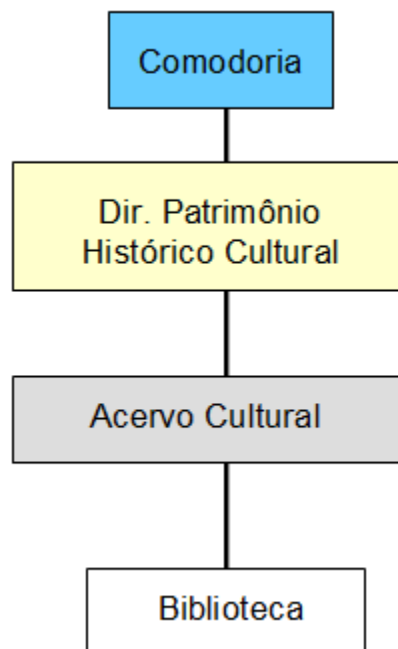 Comodoria
Dir. Patrimônio
Histórico Cultural
Acervo Cultural
Biblioteca